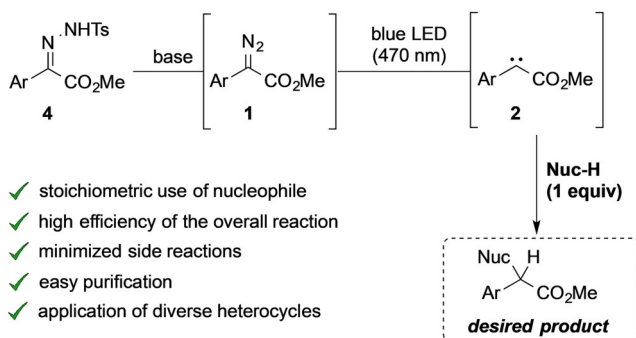 N NHTs
Ar CO2Me
4
base
N2
Ar CO2Me
1
blue LED
(470 nm)
Ar CO2Me
2
Nuc-H
(1 equiv)
stoichiometric use of nucleophile
high efficiency of the overall reaction
minimized side reactions
easy purification
application of diverse heterocycles
Nuc H
Ar CO2Me
desired product